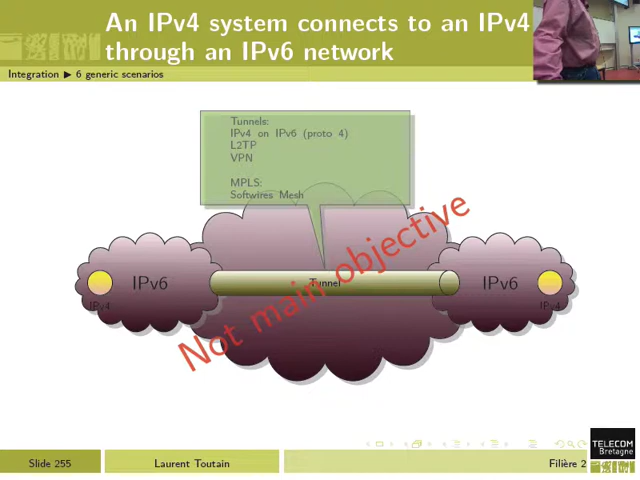 An IPv4 system connects to an IPv4
through an IPv6 network
Integration ▶ 6 generic scenarios
Tunnels:
IPv4 on IPv6 (proto 4)
L2TP
VPN
MPLS:
Softwires Mesh
IPv6
Tunnel
IPv6
IPv4
IPv4
Not main objective
TELECOM
Bretagne
Slide 255
Laurent Toutain
Filière 2